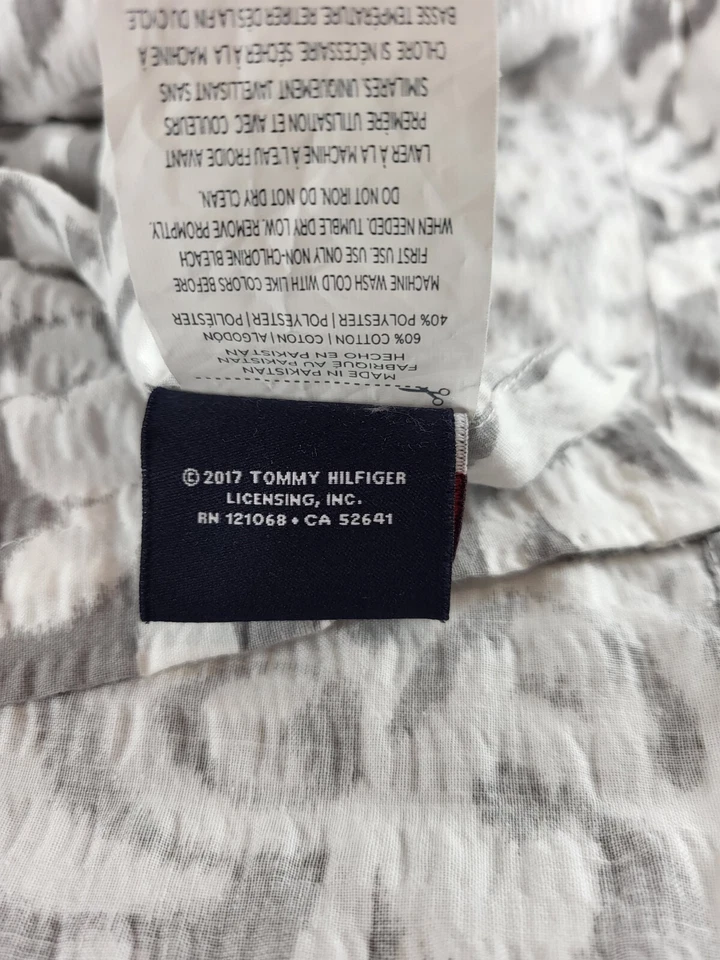 MADE IN PAKISTAN
FABRIQUÉ AU PAKISTAN
HECHO EN PAKISTAN
60% COTTON | COTON | ALGODÓN
40% POLYESTER | POLYESTER | POLIÉSTER
MACHINE WASH COLD WITH LIKE COLORS BEFORE
FIRST USE. USE ONLY NON-CHLORINE BLEACH
WHEN NEEDED. TUMBLE DRY LOW. REMOVE PROMPTLY.
DO NOT IRON. DO NOT DRY CLEAN.
LAVER À LA MACHINE À L'EAU FROIDE AVANT
PREMIÈRE UTILISATION ET AVEC COULEURS
SIMILAIRES. UNIQUEMENT JAVELLISANT SANS
CHLORE SI NÉCESSAIRE. SÉCHER À LA MACHINE À
BASSE TEMPÉRATURE. RETIRER DÈS LA FIN DU CYCLE.
© 2017 TOMMY HILFIGER
LICENSING, INC.
RN 121068 • CA 52641